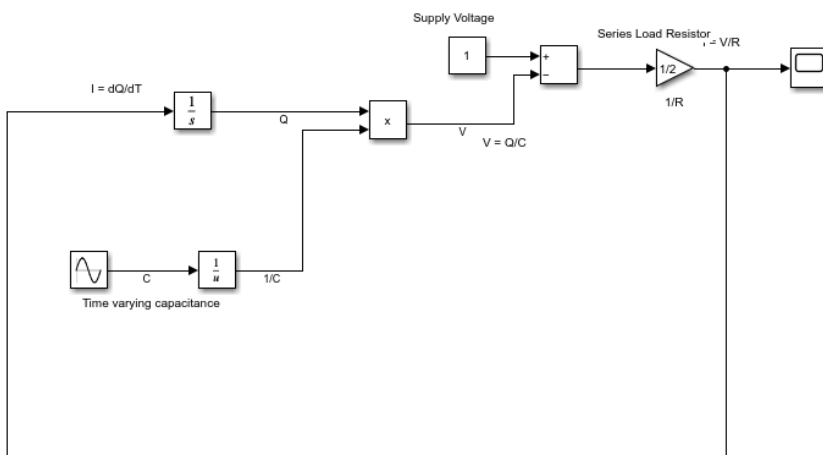 Supply Voltage
1
+
−
Series Load Resistor
= V/R
1/2
1/R
I = dQ/dT
1
s
Q
x
V
V = Q/C
C
1
u
1/C
Time varying capacitance